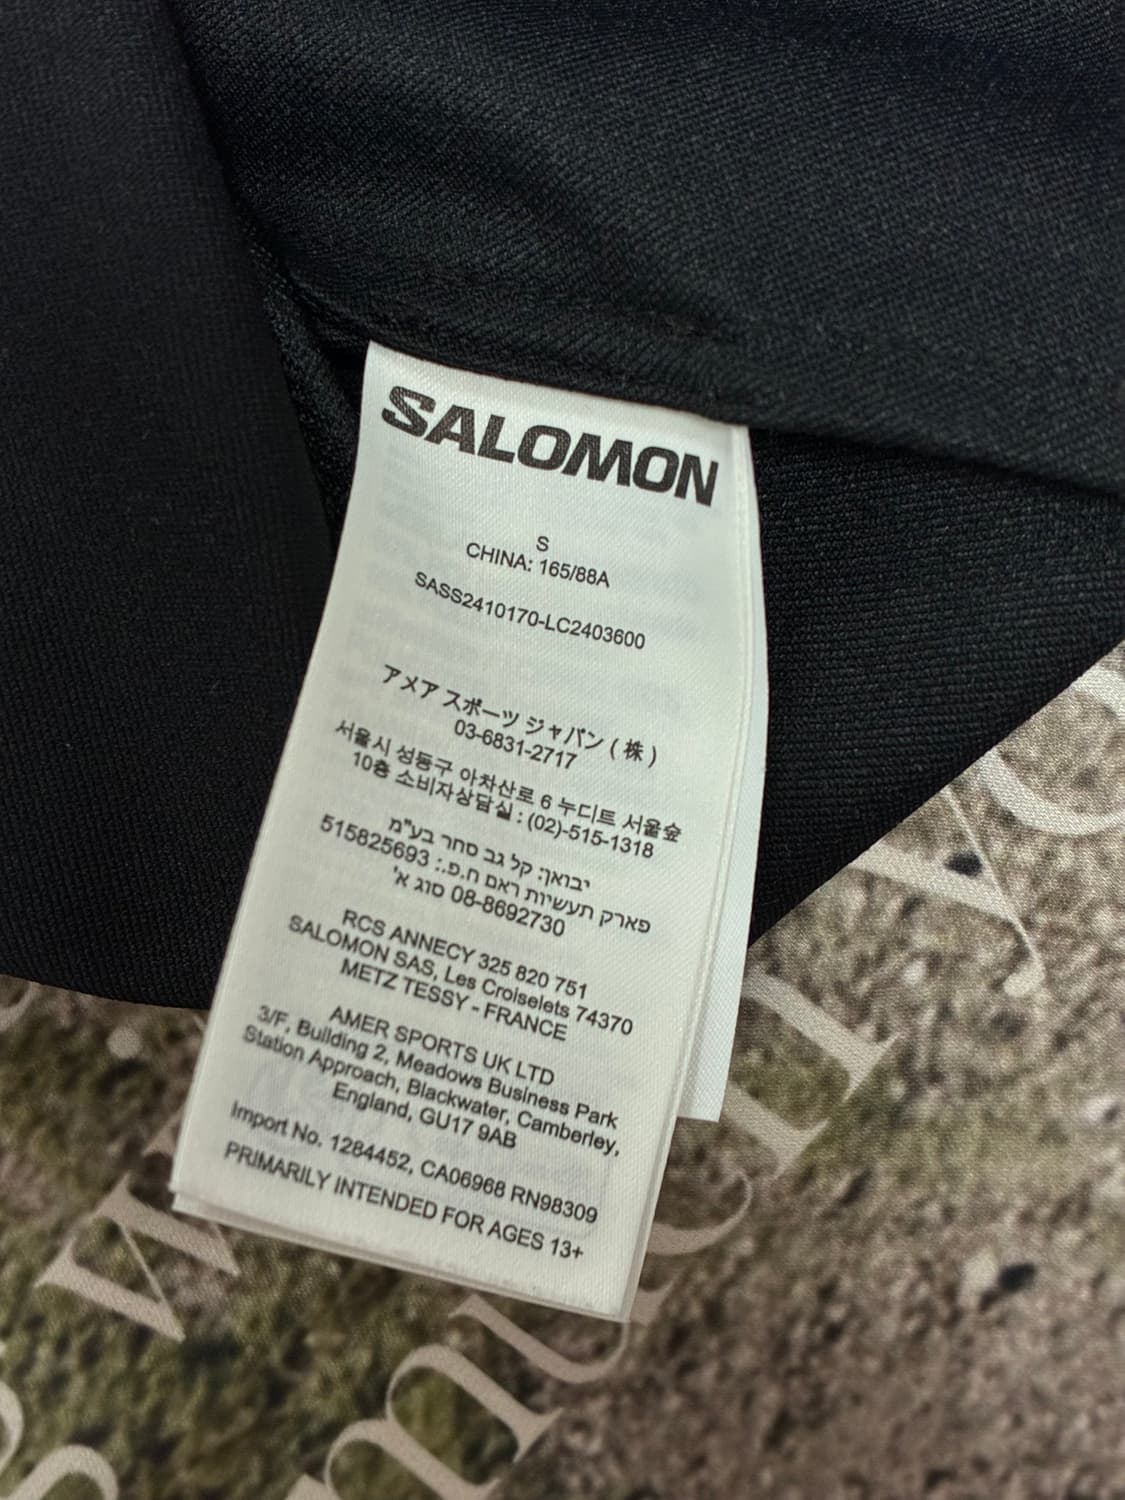 SALOMON
S
CHINA: 165/88A
SASS2410170-LC2403600
アメア スポーツ ジャパン ( 株 )
03-6831-2717
서울시 성동구 아차산로 6 누디트 서울숲
10층 소비자상담실 : (02)-515-1318
יבואן: קל גב סחר בע"מ
פארק תעשיות ראם ח.פ.: 515825693
08-8692730 סוג א'
RCS ANNECY 325 820 751
SALOMON SAS, Les Croiselets 74370
METZ TESSY - FRANCE
AMER SPORTS UK LTD
3/F, Building 2, Meadows Business Park
Station Approach, Blackwater, Camberley,
England, GU17 9AB
Import No. 1284452, CA06968 RN98309
PRIMARILY INTENDED FOR AGES 13+